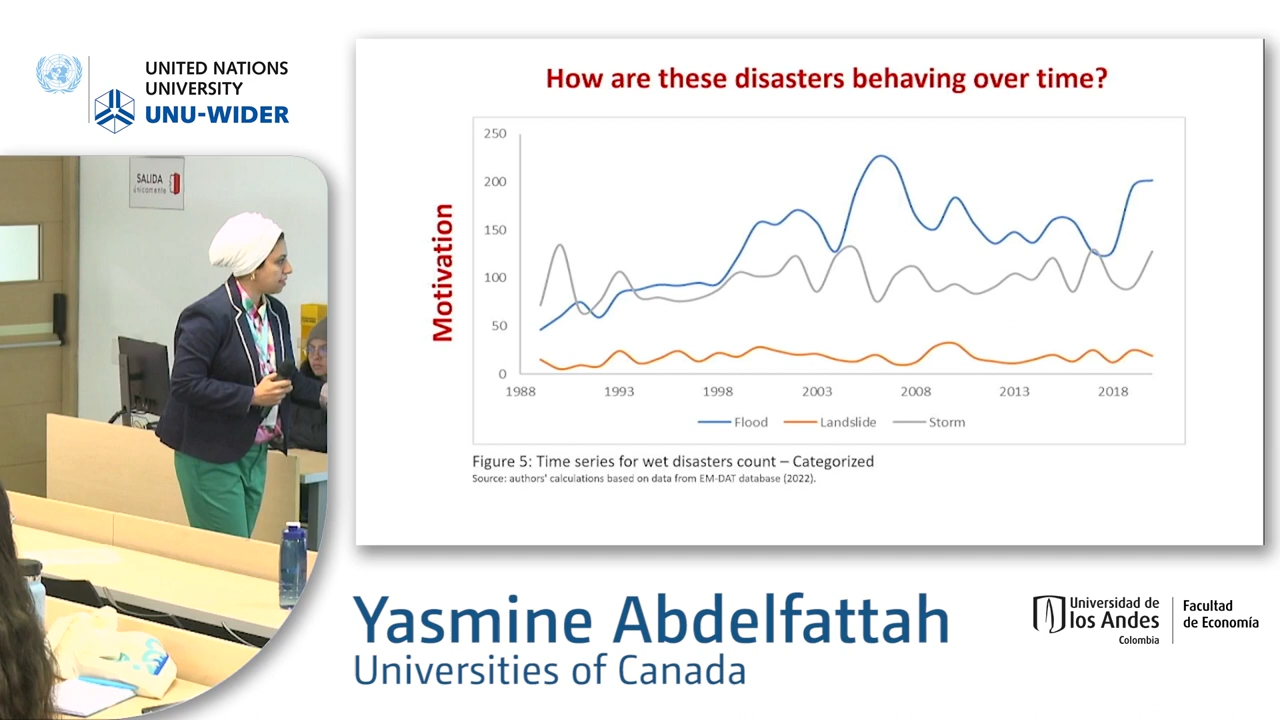 UNITED NATIONS
UNIVERSITY
UNU-WIDER
SALIDA
únicamente
How are these disasters behaving over time?
Motivation
250
200
150
100
50
0
1988
1993
1998
2003
2008
2013
2018
Flood
Landslide
Storm
Figure 5: Time series for wet disasters count – Categorized
Source: authors' calculations based on data from EM-DAT database (2022).
Yasmine Abdelfattah
Universities of Canada
Universidad de
los Andes
Colombia
Facultad
de Economía